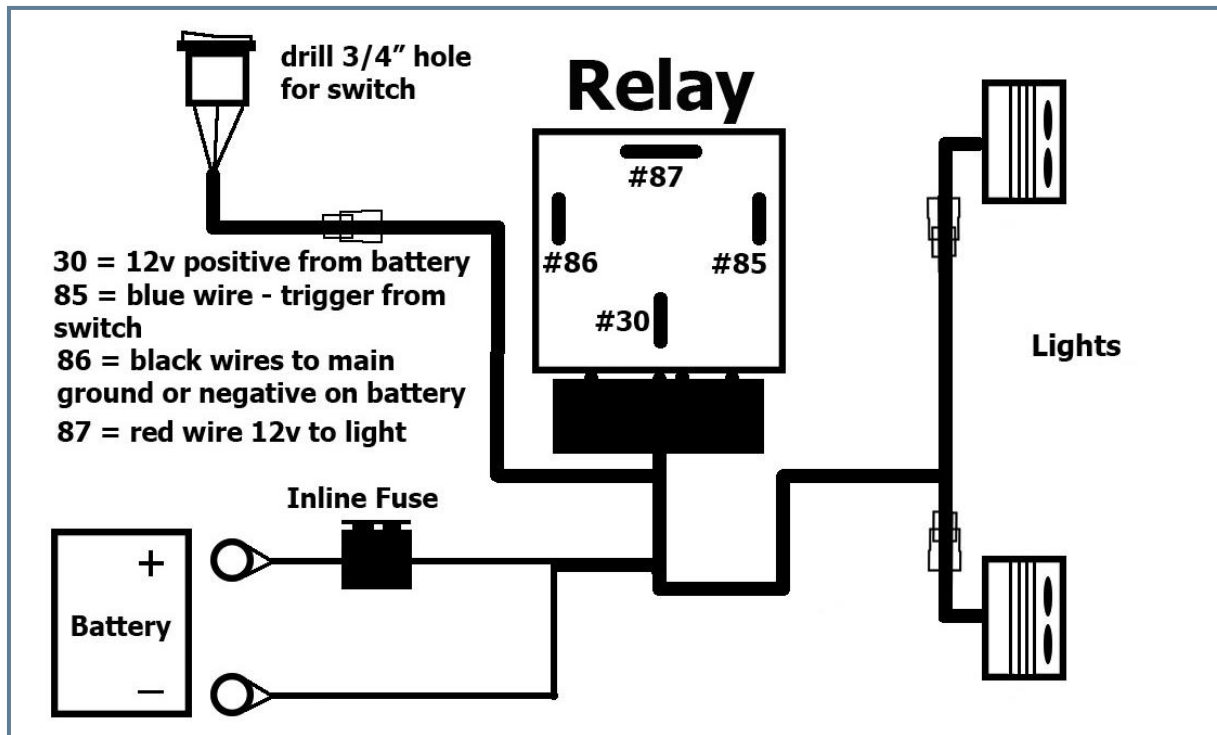 drill 3/4” hole
for switch
Relay
#87
#86
#85
#30
30 = 12v positive from battery
85 = blue wire - trigger from
switch
86 = black wires to main
ground or negative on battery
87 = red wire 12v to light
Lights
Inline Fuse
+
Battery
–